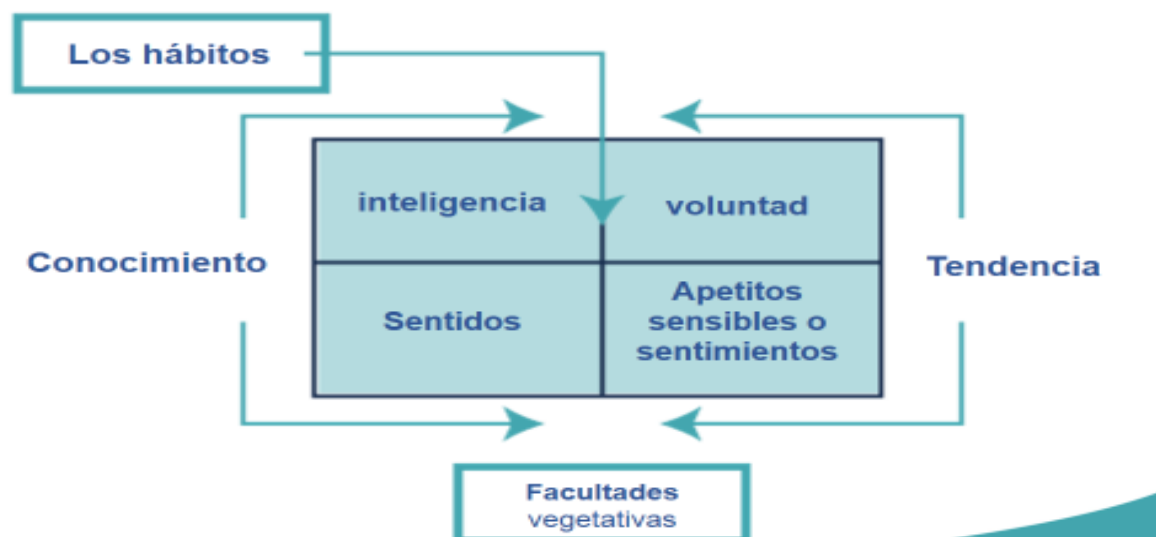 Los hábitos
inteligencia
voluntad
Conocimiento
Tendencia
Sentidos
Apetitos
sensibles o
sentimientos
Facultades
vegetativas